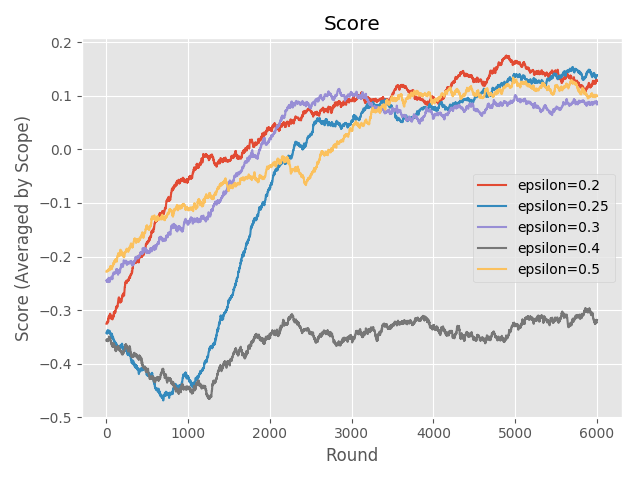 Score
Score (Averaged by Scope)
0.2
0.1
0.0
−0.1
−0.2
−0.3
−0.4
−0.5
epsilon=0.2
epsilon=0.25
epsilon=0.3
epsilon=0.4
epsilon=0.5
0 1000 2000 3000 4000 5000 6000
Round